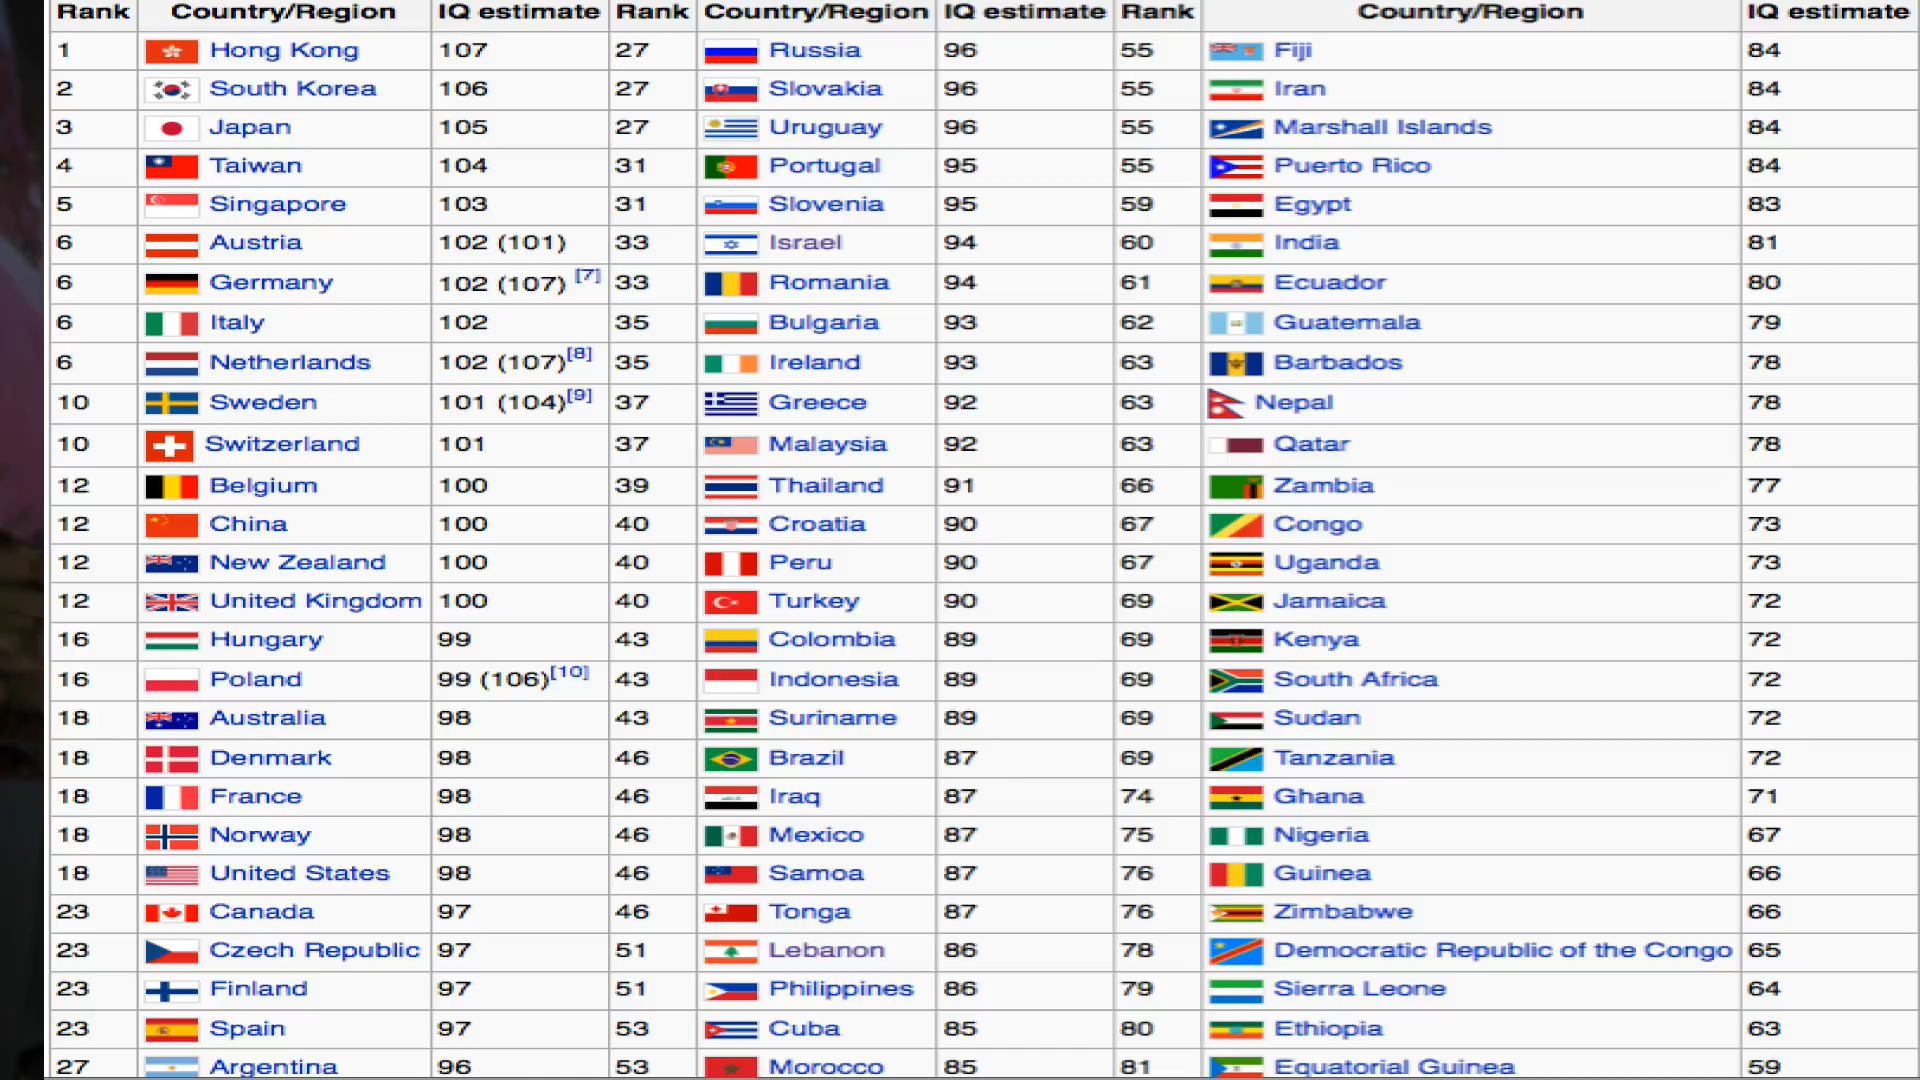 Rank Country/Region IQ estimate Rank Country/Region IQ estimate Rank Country/Region IQ estimate
1 Hong Kong 107 27 Russia 96 55 Fiji 84
2 South Korea 106 27 Slovakia 96 55 Iran 84
3 Japan 105 27 Uruguay 96 55 Marshall Islands 84
4 Taiwan 104 31 Portugal 95 55 Puerto Rico 84
5 Singapore 103 31 Slovenia 95 59 Egypt 83
6 Austria 102 (101) 33 Israel 94 60 India 81
6 Germany 102 (107) [7] 33 Romania 94 61 Ecuador 80
6 Italy 102 35 Bulgaria 93 62 Guatemala 79
6 Netherlands 102 (107)[8] 35 Ireland 93 63 Barbados 78
10 Sweden 101 (104)[9] 37 Greece 92 63 Nepal 78
10 Switzerland 101 37 Malaysia 92 63 Qatar 78
12 Belgium 100 39 Thailand 91 66 Zambia 77
12 China 100 40 Croatia 90 67 Congo 73
12 New Zealand 100 40 Peru 90 67 Uganda 73
12 United Kingdom 100 40 Turkey 90 69 Jamaica 72
16 Hungary 99 43 Colombia 89 69 Kenya 72
16 Poland 99 (106)[10] 43 Indonesia 89 69 South Africa 72
18 Australia 98 43 Suriname 89 69 Sudan 72
18 Denmark 98 46 Brazil 87 69 Tanzania 72
18 France 98 46 Iraq 87 74 Ghana 71
18 Norway 98 46 Mexico 87 75 Nigeria 67
18 United States 98 46 Samoa 87 76 Guinea 66
23 Canada 97 46 Tonga 87 76 Zimbabwe 66
23 Czech Republic 97 51 Lebanon 86 78 Democratic Republic of the Congo 65
23 Finland 97 51 Philippines 86 79 Sierra Leone 64
23 Spain 97 53 Cuba 85 80 Ethiopia 63
27 Argentina 96 53 Morocco 85 81 Equatorial Guinea 59